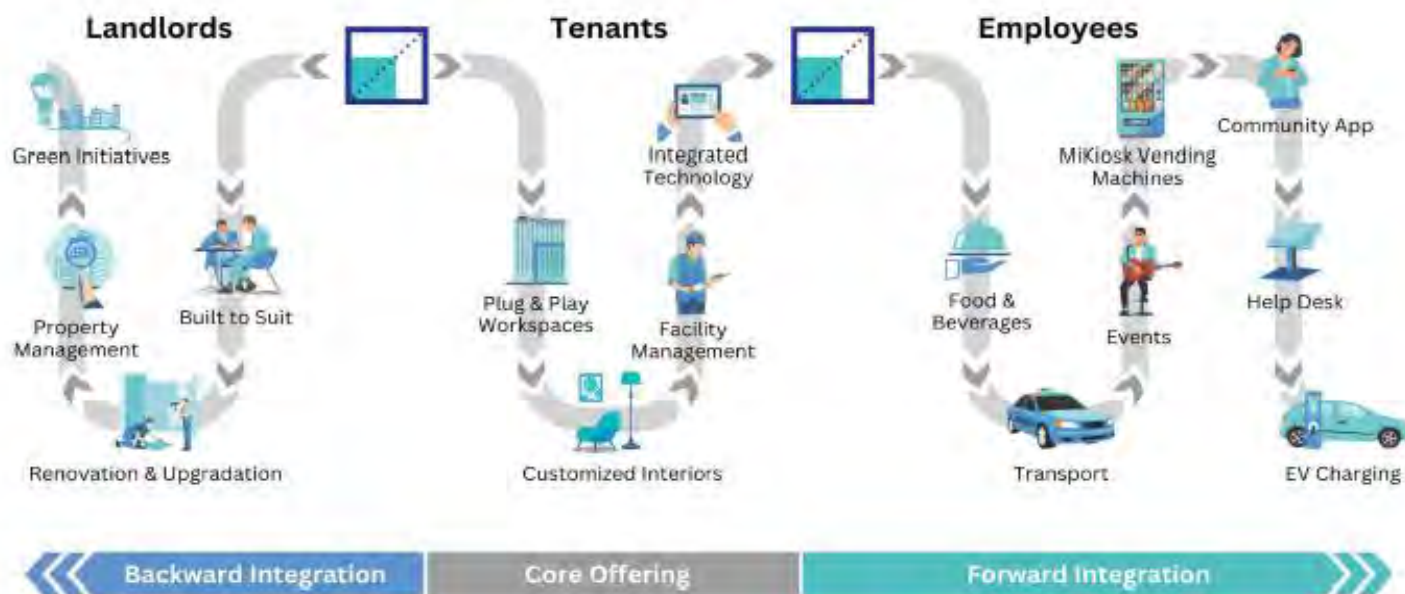 Landlords
Tenants
Employees
Green Initiatives
Property
Management
Built to Suit
Renovation & Upgradation
Plug & Play
Workspaces
Customized Interiors
Facility
Management
Integrated
Technology
Food &
Beverages
Transport
Events
MiKiosk Vending
Machines
Community App
Help Desk
EV Charging
Backward Integration
Core Offering
Forward Integration